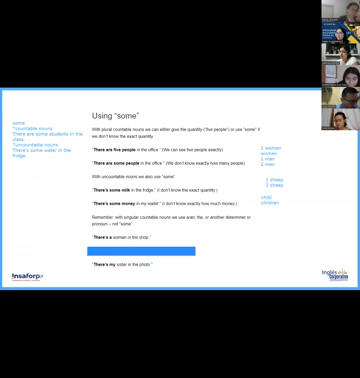 Using "some"
some
*countable nouns
There are some students in the
class.
*uncountable nouns
There's some water in the
fridge.
With plural countable nouns we can either give the quantity ("five people") or use "some" if
we don't know the exact quantity.
"There are five people in the office." (We can see five people exactly)
"There are some people in the office." (We don't know exactly how many people)
With uncountable nouns we also use "some"
"There's some milk in the fridge." (I don't know the exact quantity)
"There's some money in my wallet." (I don't know exactly how much money.)
Remember: with singular countable nouns we use a/an, the, or another determiner or
pronoun – not "some"
"There's a woman in the shop."
"There's my sister in the photo."
1 woman
women
1 man
2 men
1 sheep
2 sheep
child
children
insaforp
Inglés
Corporativo